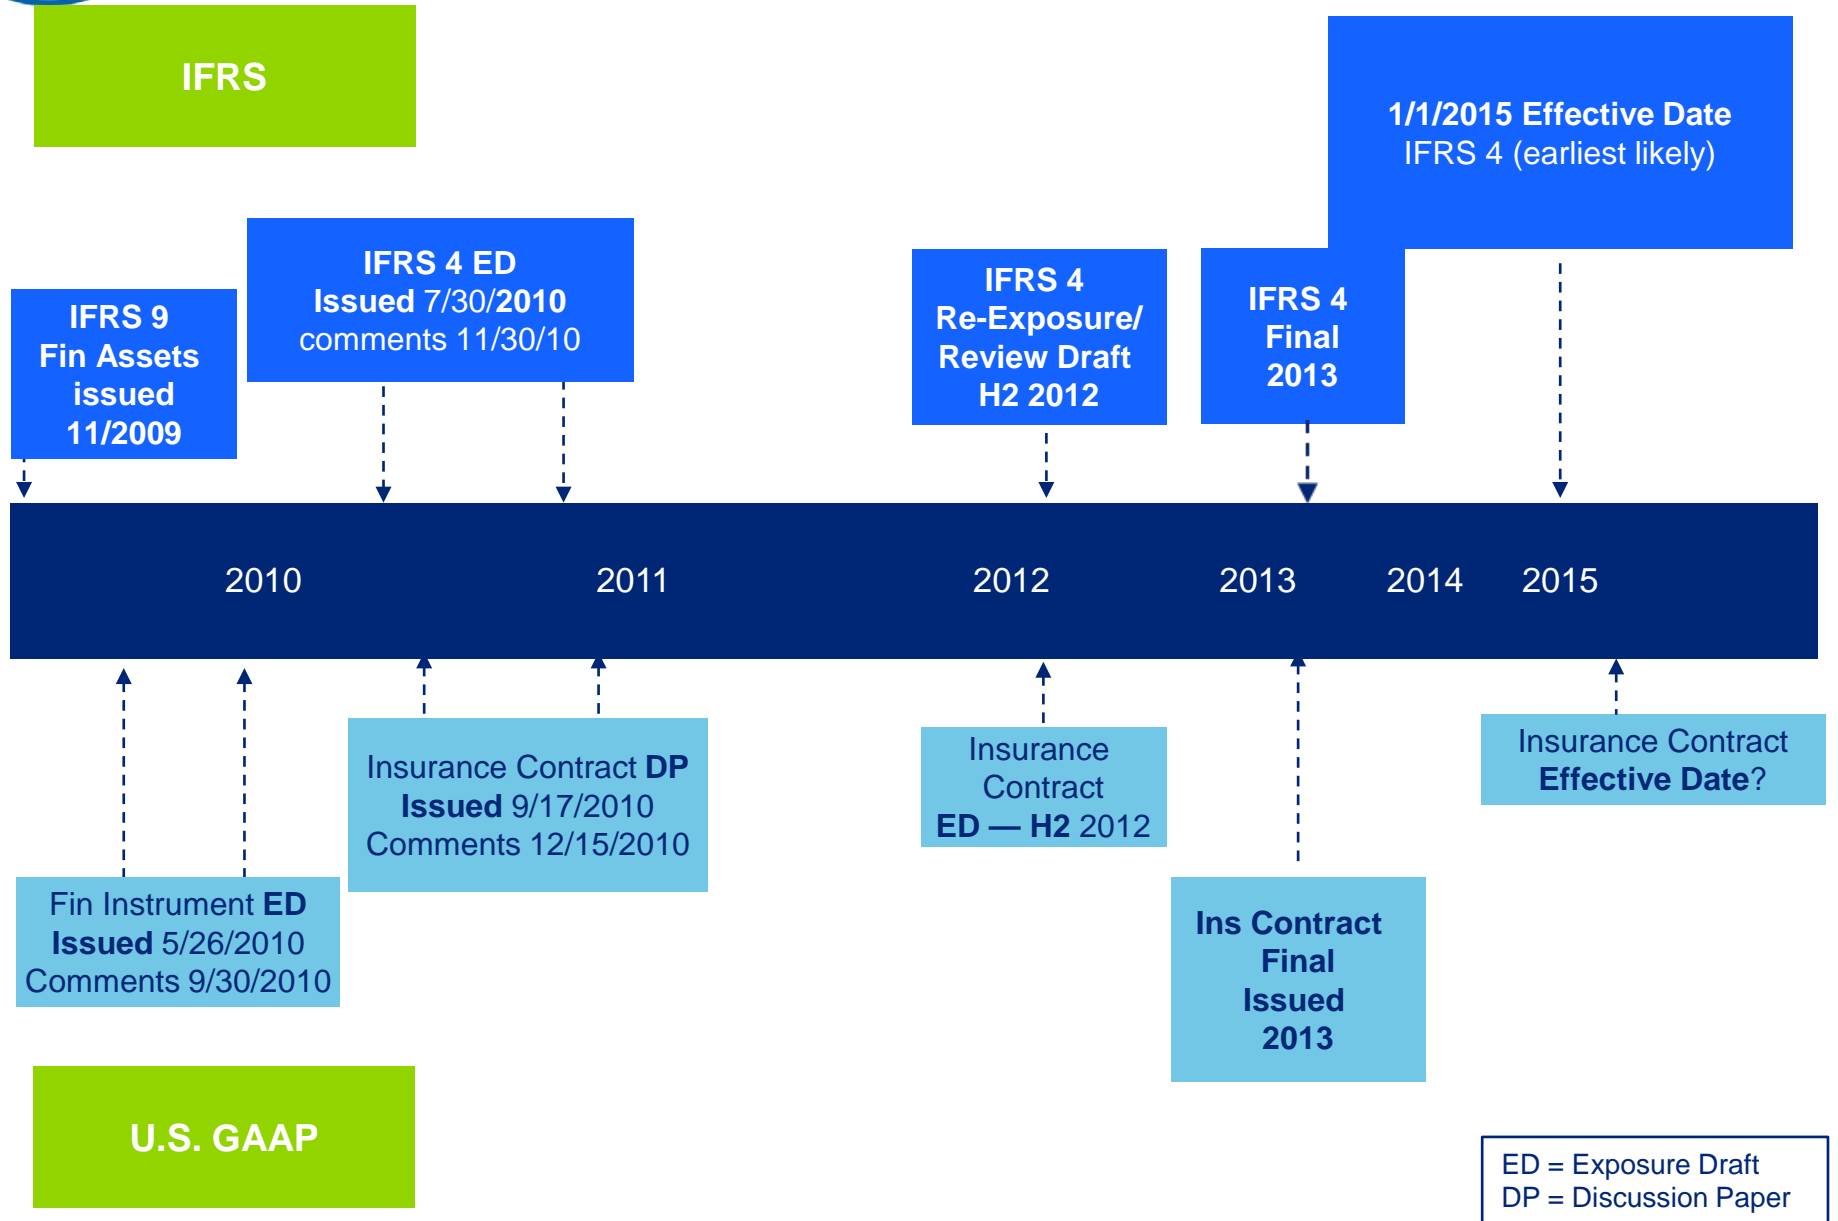 IFRS
1/1/2015 Effective Date
IFRS 4 (earliest likely)
IFRS 4 ED
Issued 7/30/2010
comments 11/30/10
IFRS 9
Fin Assets
issued
11/2009
IFRS 4
Re-Exposure/
Review Draft
H2 2012
IFRS 4
Final
2013
2010
2011
2012
2013
2014
2015
Insurance Contract DP
Issued 9/17/2010
Comments 12/15/2010
Insurance
Contract
ED — H2 2012
Insurance Contract
Effective Date?
Fin Instrument ED
Issued 5/26/2010
Comments 9/30/2010
Ins Contract
Final
Issued
2013
U.S. GAAP
ED = Exposure Draft
DP = Discussion Paper